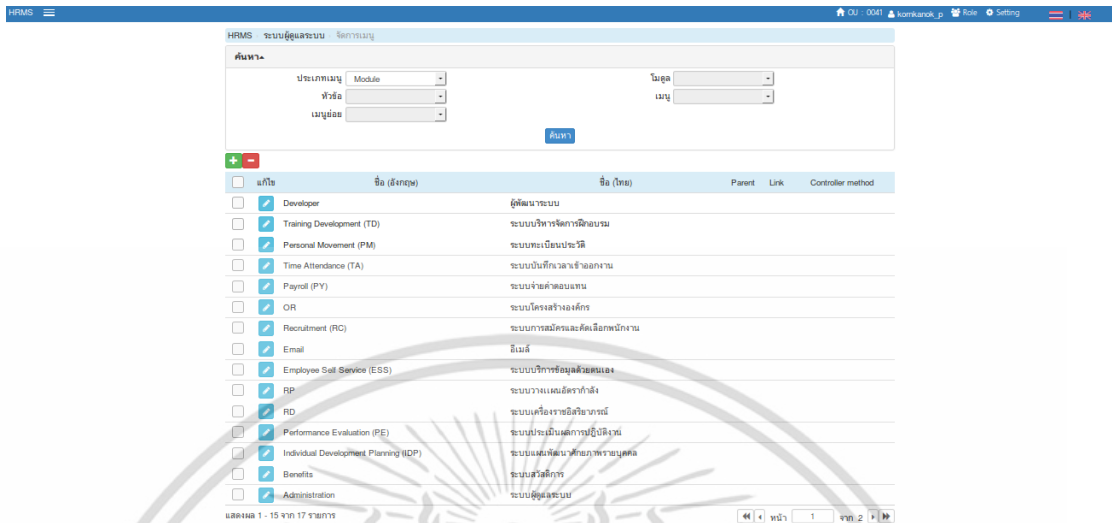 HRMS OU : 0041 komkanok_p Role Setting
HRMS ระบบผู้ดูแลระบบ จัดการเมนู
ค้นหา
ประเภทเมนู Module โมดูล
หัวข้อ เมนู
เมนูย่อย
ค้นหา
แก้ไข ชื่อ (อังกฤษ) ชื่อ (ไทย) Parent Link Controller method
Developer ผู้พัฒนาระบบ
Training Development (TD) ระบบบริหารจัดการฝึกอบรม
Personal Movement (PM) ระบบทะเบียนประวัติ
Time Attendance (TA) ระบบบันทึกเวลาเข้าออกงาน
Payroll (PY) ระบบจ่ายค่าตอบแทน
OR ระบบโครงสร้างองค์กร
Recruitment (RC) ระบบการสมัครและคัดเลือกพนักงาน
Email อีเมล์
Employee Self Service (ESS) ระบบบริการข้อมูลด้วยตนเอง
RP ระบบวางแผนอัตรากำลัง
RD ระบบเครื่องราชอิสริยาภรณ์
Performance Evaluation (PE) ระบบประเมินผลการปฏิบัติงาน
Individual Development Planning (IDP) ระบบแผนพัฒนาศักยภาพรายบุคคล
Benefits ระบบสวัสดิการ
Administration ระบบผู้ดูแลระบบ
แสดงผล 1 - 15 จาก 17 รายการ หน้า 1 จาก 2